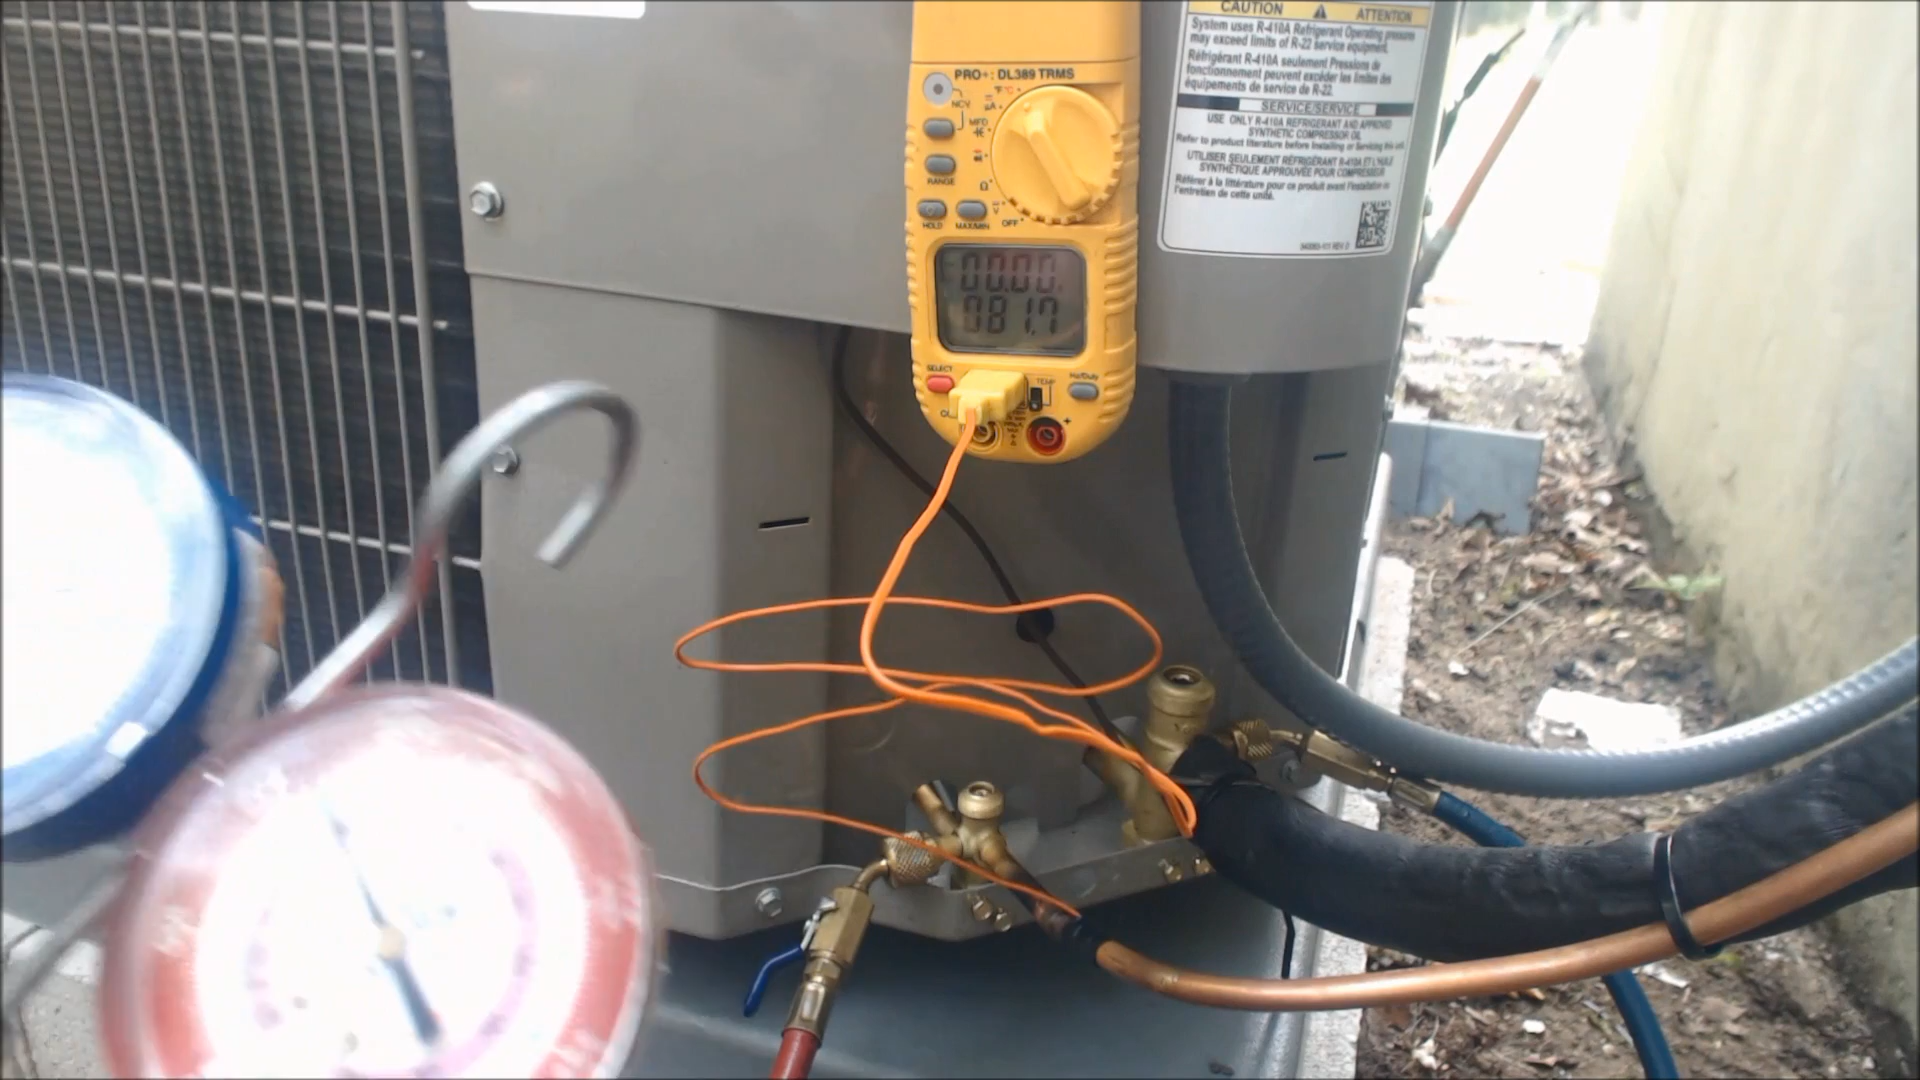 CAUTION ATTENTION
System uses R-410A Refrigerant Operating pressure
may exceed limits of R-22 service equipment.
Réfrigérant R-410A seulement Pressions de
fonctionnement peuvent excéder les limites des
équipements de service de R-22.
SERVICE/SERVICE
USE ONLY R-410A REFRIGERANT AND APPROVED
SYNTHETIC COMPRESSOR OIL
Refer to product literature before installing or servicing this unit.
UTILISER SEULEMENT RÉFRIGÉRANT R-410A ET L'HUILE
SYNTHÉTIQUE APPROUVÉE POUR COMPRESSEUR
Référer à la littérature pour ce produit avant l'installation ou
l'entretien de cette unité.
PRO+: DL389 TRMS
°F°C
NCV
µA
MFD
RANGE
Ω
V
HOLD
MAX/MIN
OFF
00.00
081.7
SELECT
TEMP
Hz/Duty
+